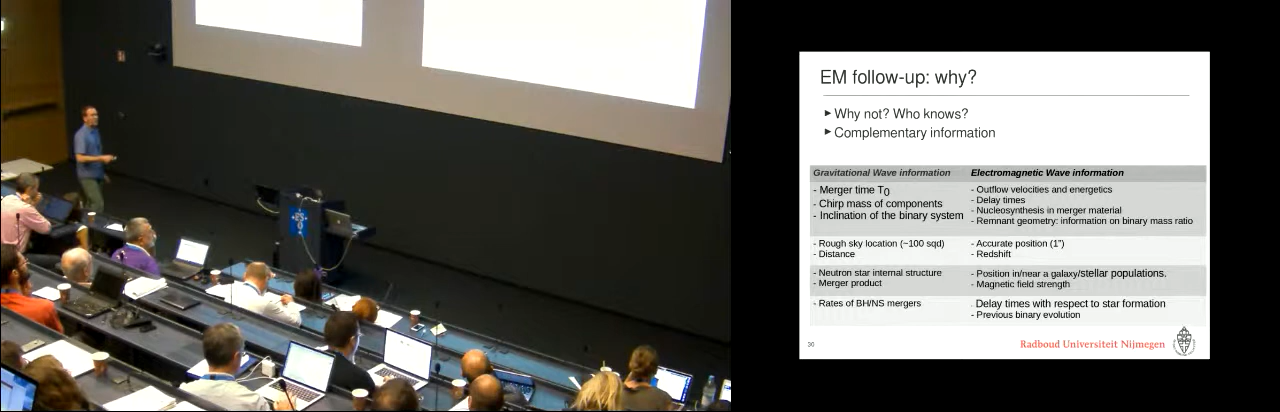 EM follow-up: why?
Why not? Who knows?
Complementary information
Gravitational Wave information Electromagnetic Wave information
- Merger time T0
- Chirp mass of components
- Inclination of the binary system
- Outflow velocities and energetics
- Delay times
- Nucleosynthesis in merger material
- Remnant geometry: information on binary mass ratio
- Rough sky location (~100 sqd)
- Distance
- Accurate position (1")
- Redshift
- Neutron star internal structure
- Merger product
- Position in/near a galaxy/stellar populations.
- Magnetic field strength
- Rates of BH/NS mergers
- Delay times with respect to star formation
- Previous binary evolution
30
Radboud Universiteit Nijmegen